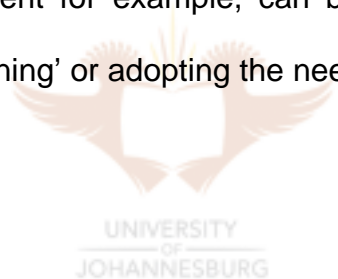 ent for example, can b
ning’ or adopting the nee
UNIVERSITY
OF
JOHANNESBURG